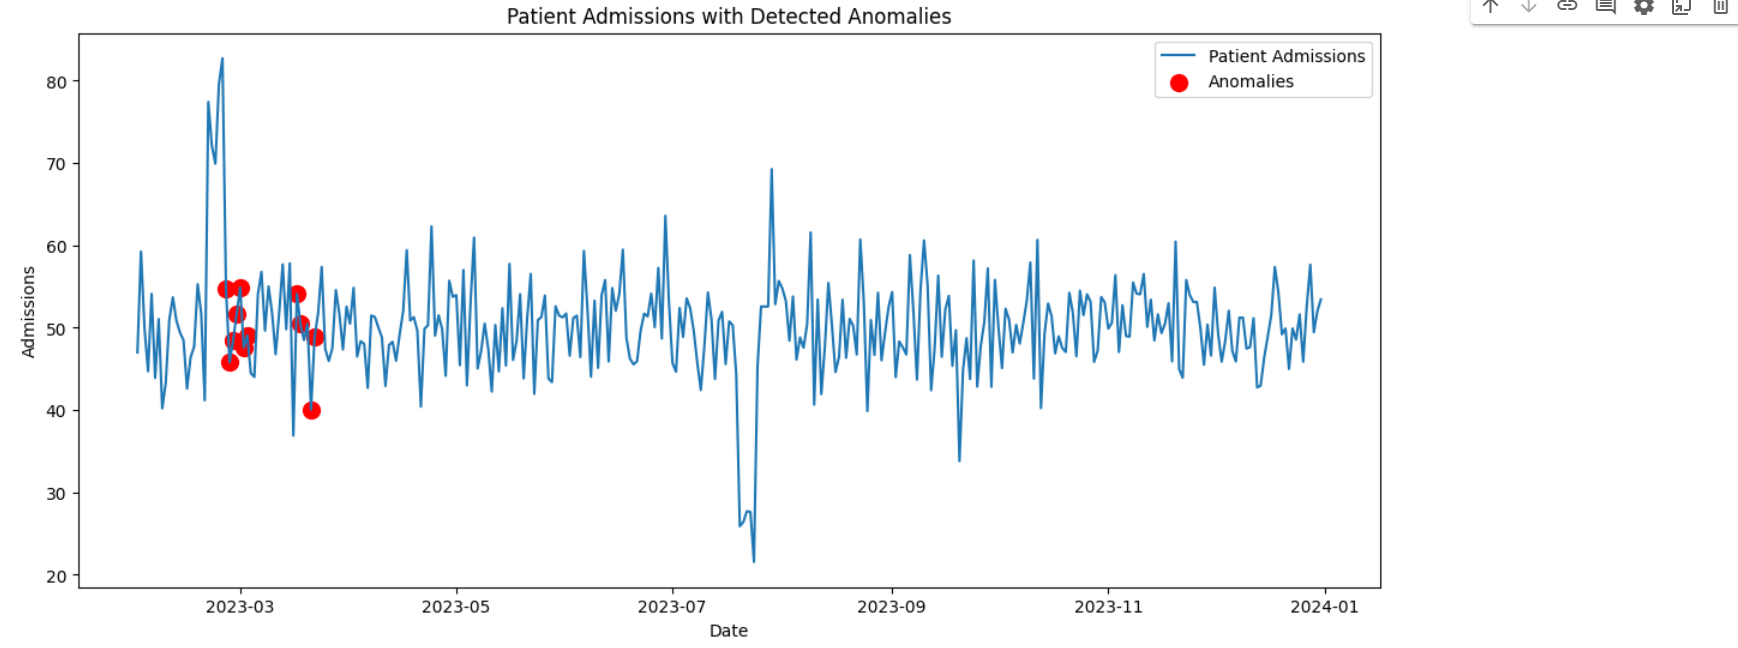 Patient Admissions with Detected Anomalies
Patient Admissions
Anomalies
80
70
60
50
40
30
20
Admissions
2023-03
2023-05
2023-07
2023-09
2023-11
2024-01
Date